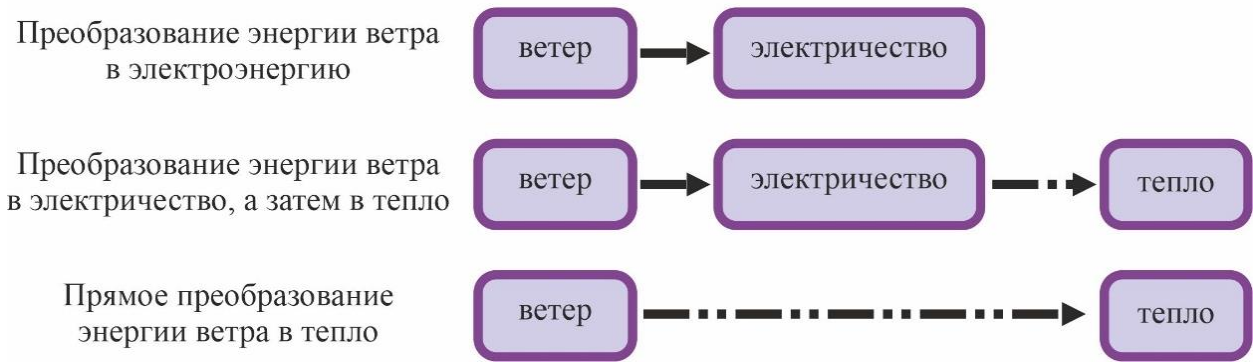 Преобразование энергии ветра
в электроэнергию
ветер
электричество
Преобразование энергии ветра
в электричество, а затем в тепло
ветер
электричество
тепло
Прямое преобразование
энергии ветра в тепло
ветер
тепло